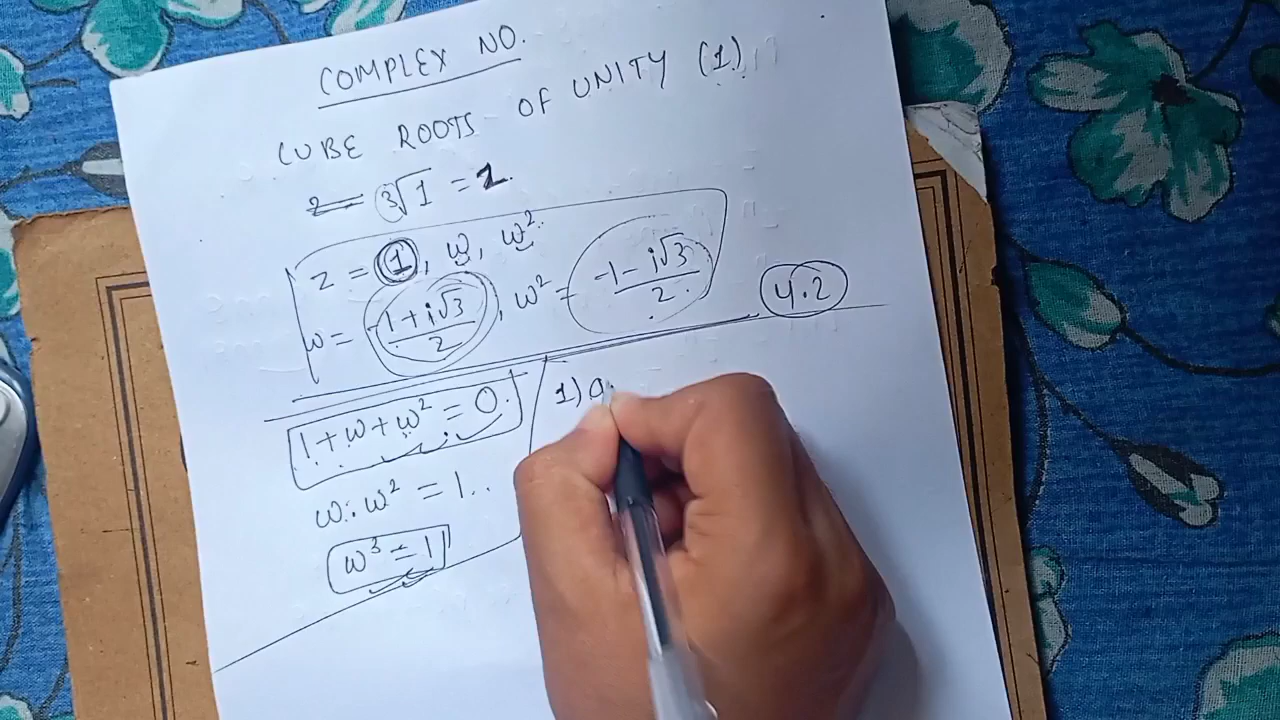 COMPLEX NO.
CUBE ROOTS OF UNITY (1)
∛1 = z.
z = 1, ω, ω².
ω = -1+i√3/2, ω² = -1-i√3/2.
4.2
1+ω+ω² = 0.
ω.ω² = 1..
ω³ = 1
1)